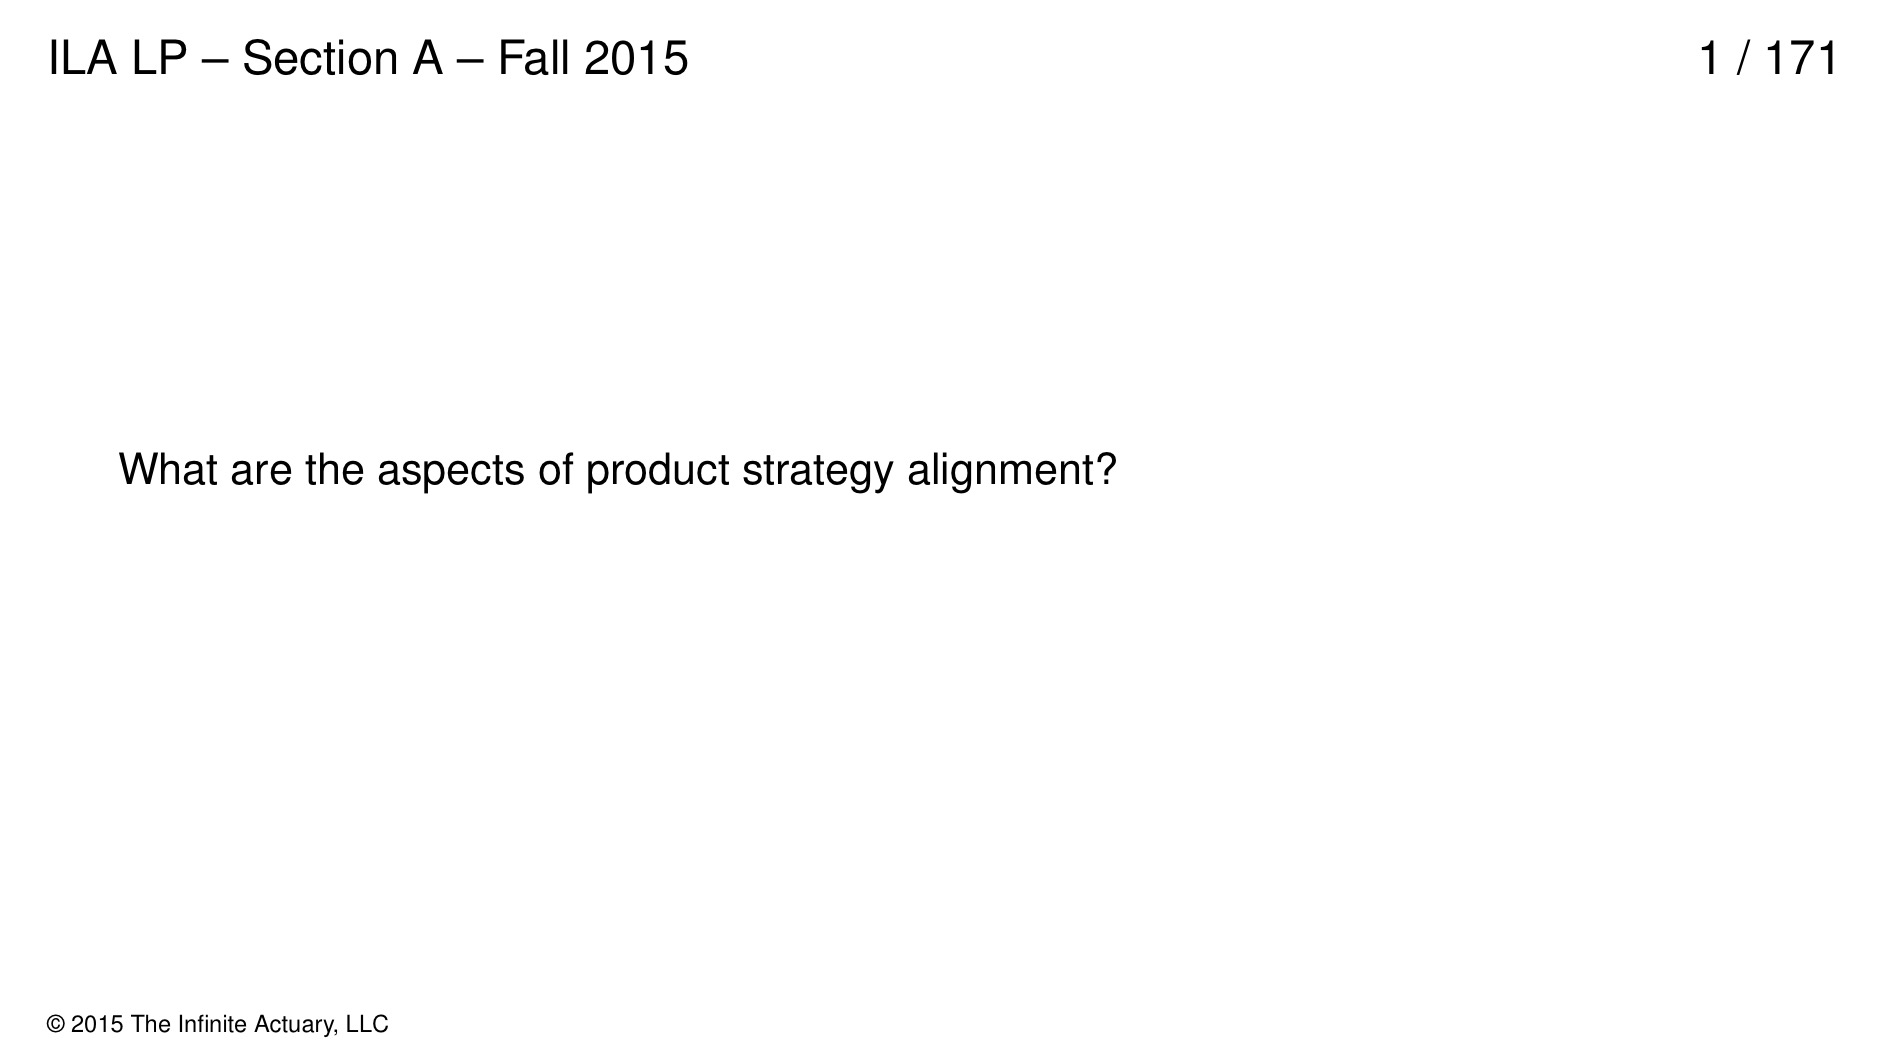 ILA LP – Section A – Fall 2015 1 / 171
What are the aspects of product strategy alignment?
© 2015 The Infinite Actuary, LLC